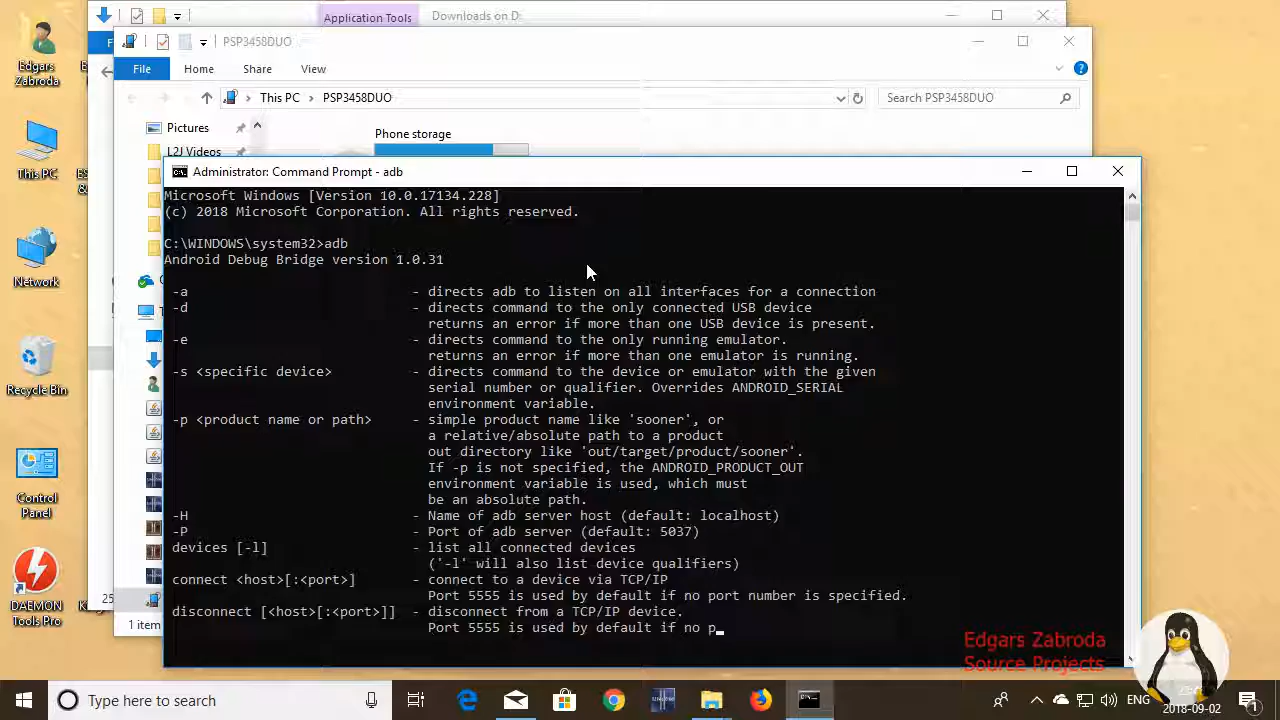 Application Tools
Downloads on D:
PSP3458DUO
File
Home
Share
View
This PC
PSP3458DUO
Search PSP3458DUO
Pictures
L2J Videos
Phone storage
Administrator: Command Prompt - adb
Microsoft Windows [Version 10.0.17134.228]
(c) 2018 Microsoft Corporation. All rights reserved.
C:\WINDOWS\system32>adb
Android Debug Bridge version 1.0.31
-a - directs adb to listen on all interfaces for a connection
-d - directs command to the only connected USB device
returns an error if more than one USB device is present.
-e - directs command to the only running emulator.
returns an error if more than one emulator is running.
-s <specific device> - directs command to the device or emulator with the given
serial number or qualifier. Overrides ANDROID_SERIAL
environment variable.
-p <product name or path> - simple product name like 'sooner', or
a relative/absolute path to a product
out directory like 'out/target/product/sooner'.
If -p is not specified, the ANDROID_PRODUCT_OUT
environment variable is used, which must
be an absolute path.
-H - Name of adb server host (default: localhost)
-P - Port of adb server (default: 5037)
devices [-l] - list all connected devices
('-l' will also list device qualifiers)
connect <host>[:<port>] - connect to a device via TCP/IP
Port 5555 is used by default if no port number is specified.
disconnect [<host>[:<port>]] - disconnect from a TCP/IP device.
Port 5555 is used by default if no p_
1 item
Edgars
Zabroda
This PC
Network
Recycle Bin
Control
Panel
DAEMON
Tools Pro
Edgars Zabroda
Source Projects
Type here to search
ENG
2018-09-02